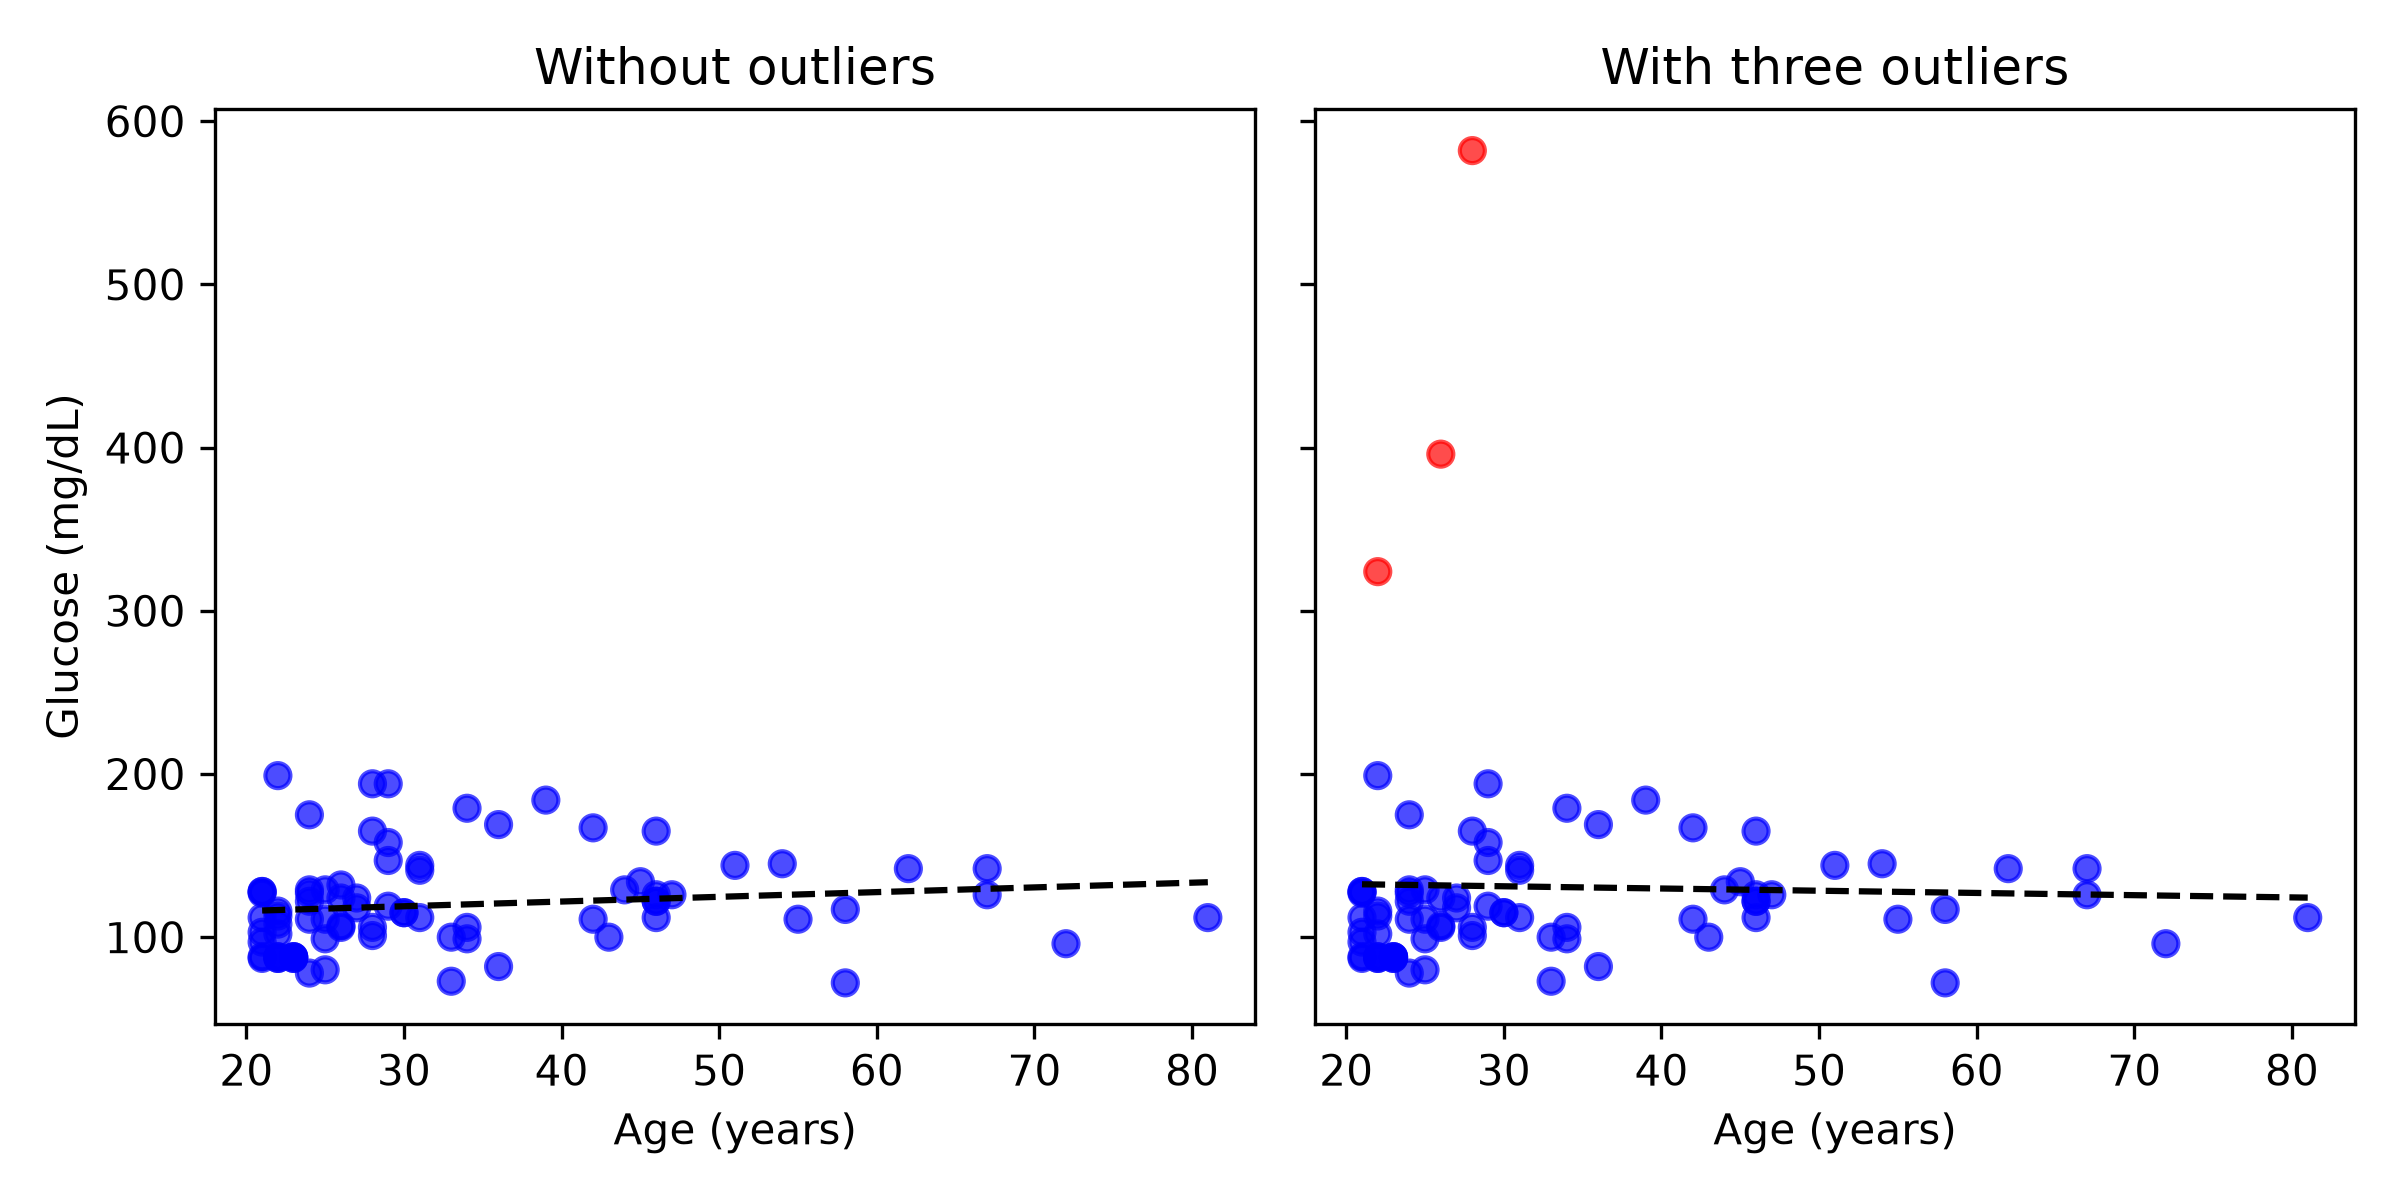 Without outliers
With three outliers
600
500
400
300
200
100
Glucose (mg/dL)
20 30 40 50 60 70 80
20 30 40 50 60 70 80
Age (years)
Age (years)